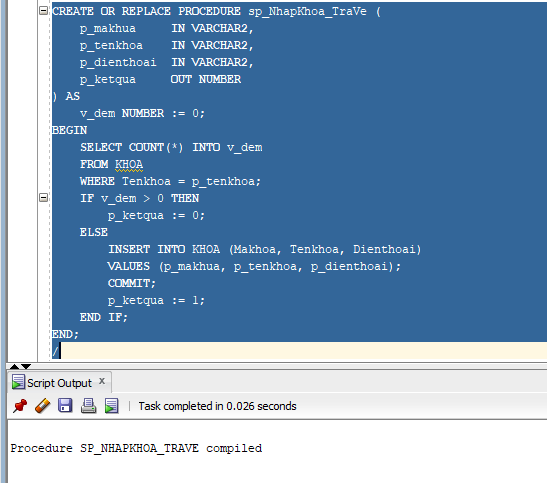 CREATE OR REPLACE PROCEDURE sp_NhapKhoa_TraVe (
    p_makhua     IN VARCHAR2,
    p_tenkhoa    IN VARCHAR2,
    p_dienthoai  IN VARCHAR2,
    p_ketqua     OUT NUMBER
) AS
    v_dem NUMBER := 0;
BEGIN
    SELECT COUNT(*) INTO v_dem
    FROM KHOA
    WHERE Tenkhoa = p_tenkhoa;
    IF v_dem > 0 THEN
        p_ketqua := 0;
    ELSE
        INSERT INTO KHOA (Makhoa, Tenkhoa, Dienthoai)
        VALUES (p_makhua, p_tenkhoa, p_dienthoai);
        COMMIT;
        p_ketqua := 1;
    END IF;
END;
/
Script Output x
Task completed in 0.026 seconds
Procedure SP_NHAPKHOA_TRAVE compiled